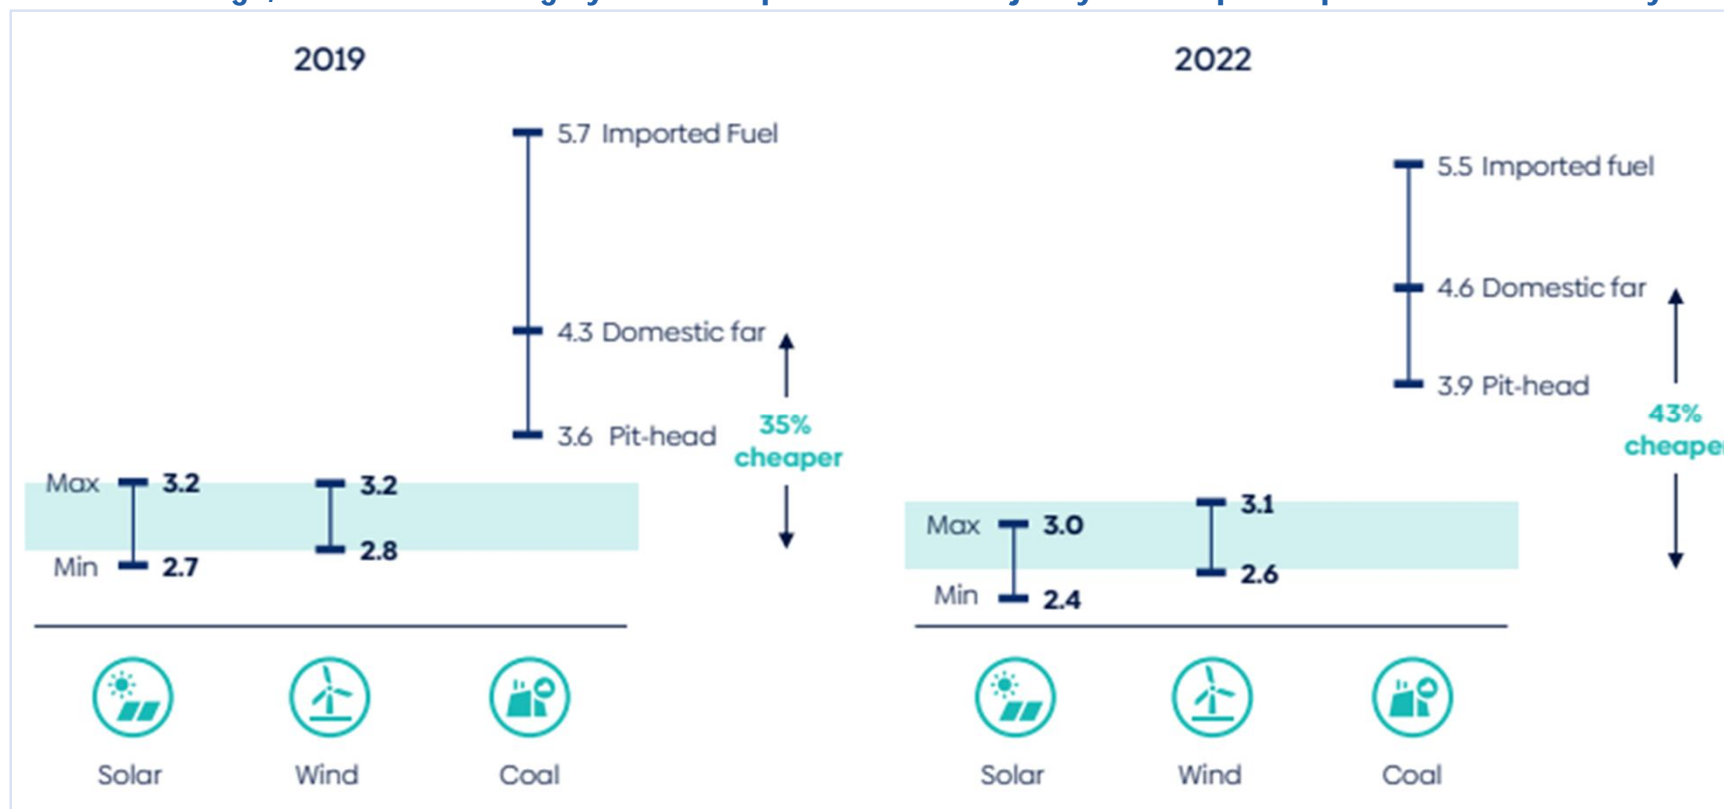 2019
5.7 Imported Fuel
4.3 Domestic far
3.6 Pit-head
35%
cheaper
Max 3.2 3.2
2.8
Min 2.7
Solar Wind Coal
2022
5.5 Imported fuel
4.6 Domestic far
3.9 Pit-head
43%
cheaper
3.1
Max 3.0
2.6
Min 2.4
Solar Wind Coal